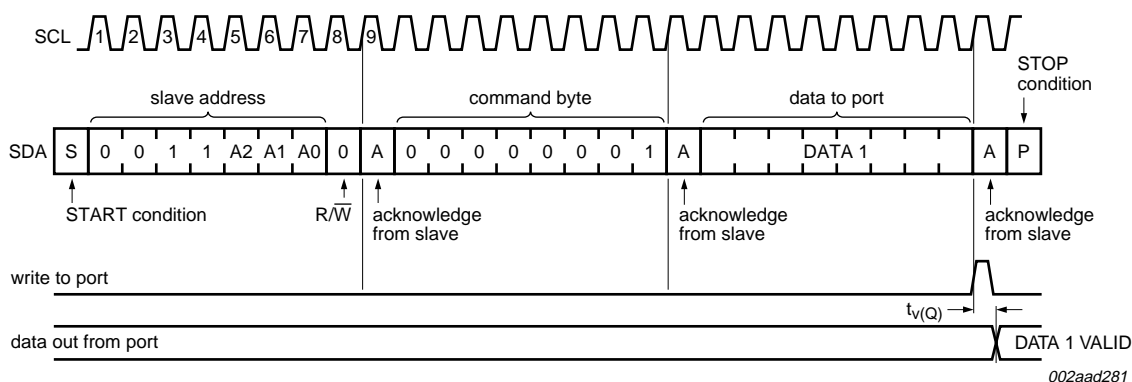 SCL 1 2 3 4 5 6 7 8 9
STOP
condition
slave address command byte data to port
SDA S 0 0 1 1 A2 A1 A0 0 A 0 0 0 0 0 0 0 1 A DATA 1 A P
START condition R/W̅ acknowledge
from slave acknowledge
from slave acknowledge
from slave
write to port
tv(Q)
data out from port DATA 1 VALID
002aad281